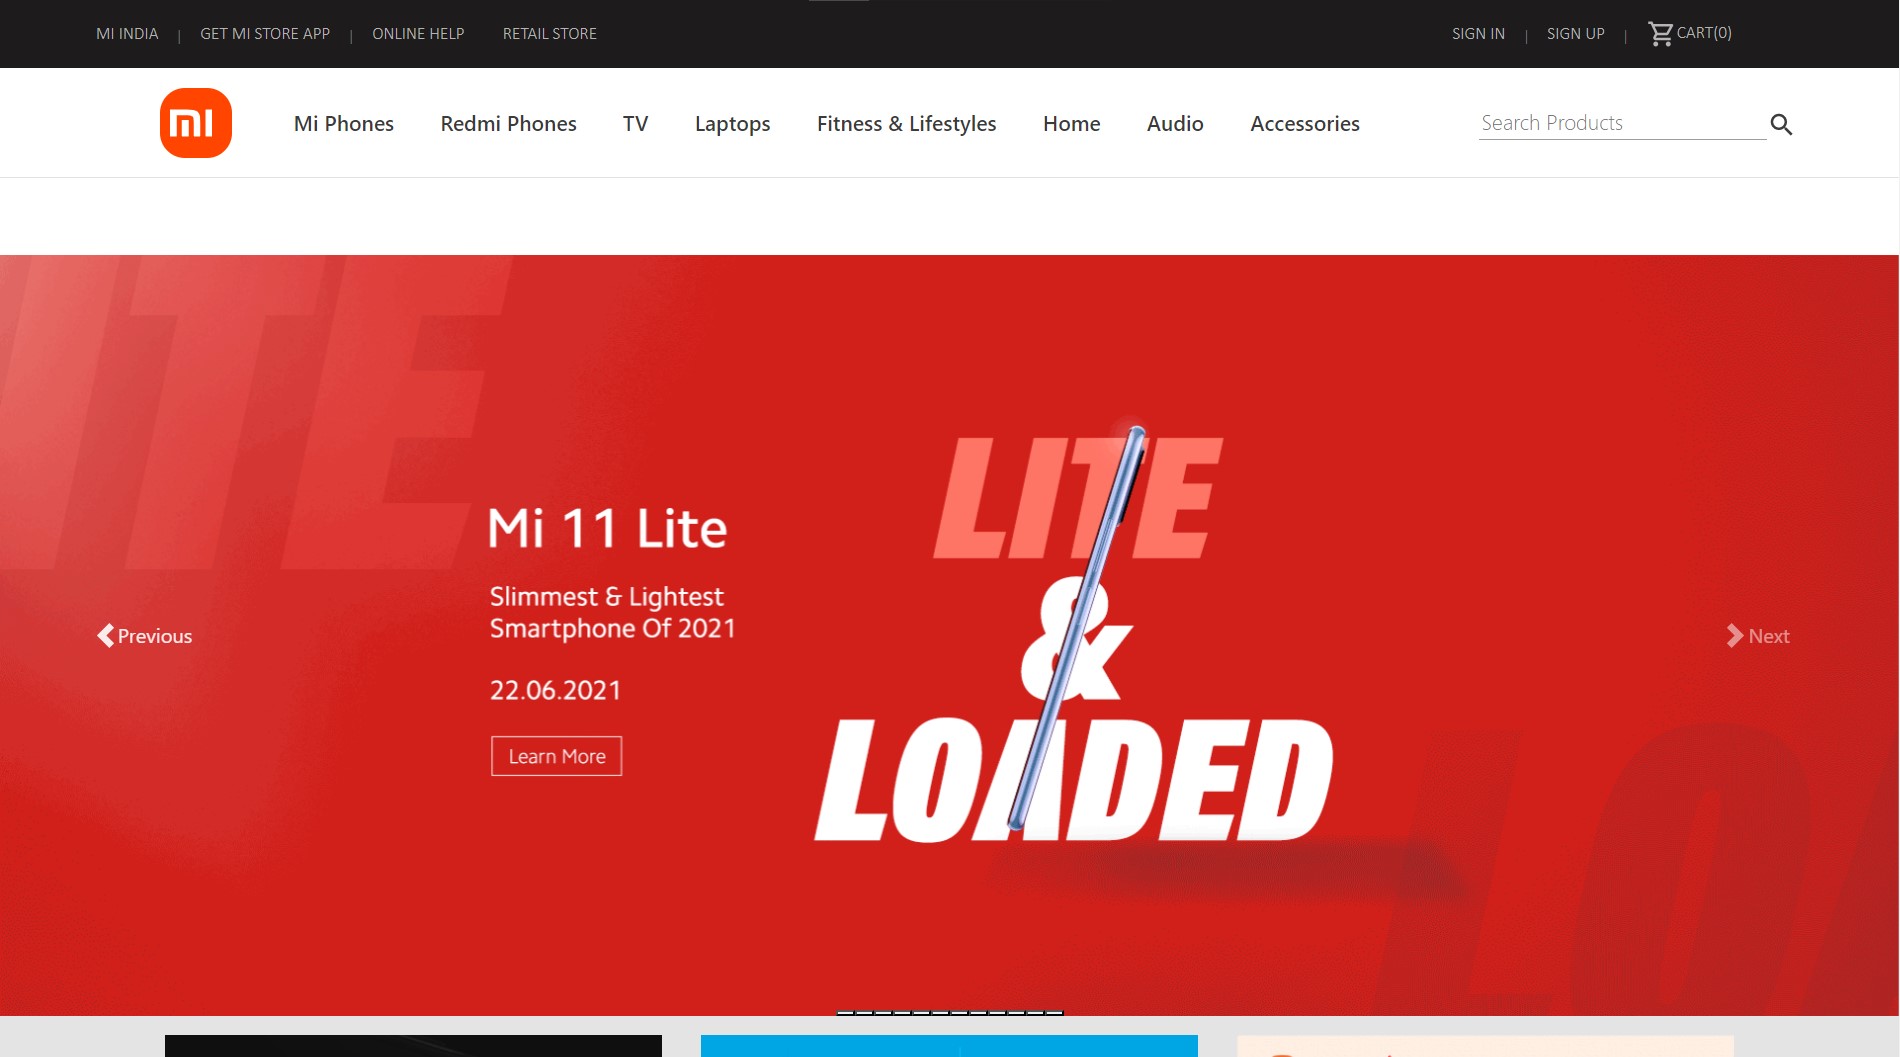 MI INDIA | GET MI STORE APP | ONLINE HELP RETAIL STORE SIGN IN | SIGN UP | CART(0)
mi Mi Phones Redmi Phones TV Laptops Fitness & Lifestyles Home Audio Accessories Search Products
LITE
Mi 11 Lite
Slimmest & Lightest
Smartphone Of 2021
22.06.2021
Learn More
LITE
&
LOADED
Previous
Next
LOA